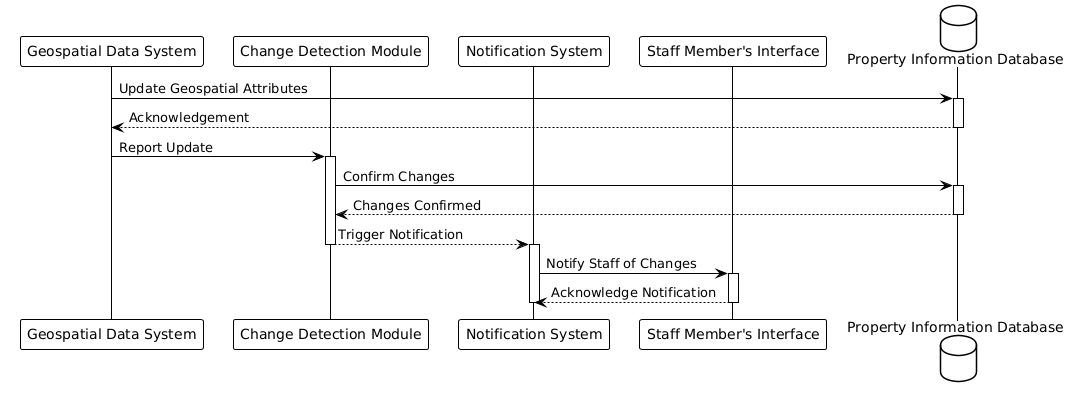 Geospatial Data System
Change Detection Module
Notification System
Staff Member's Interface
Property Information Database
Update Geospatial Attributes
Acknowledgement
Report Update
Confirm Changes
Changes Confirmed
Trigger Notification
Notify Staff of Changes
Acknowledge Notification
Geospatial Data System
Change Detection Module
Notification System
Staff Member's Interface
Property Information Database